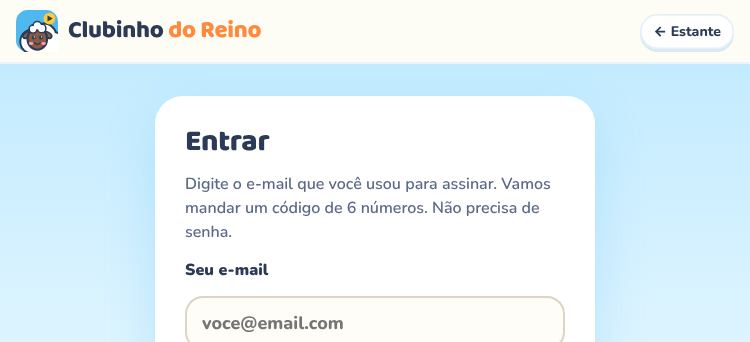 Clubinho do Reino
← Estante
Entrar
Digite o e-mail que você usou para assinar. Vamos
mandar um código de 6 números. Não precisa de
senha.
Seu e-mail
voce@email.com